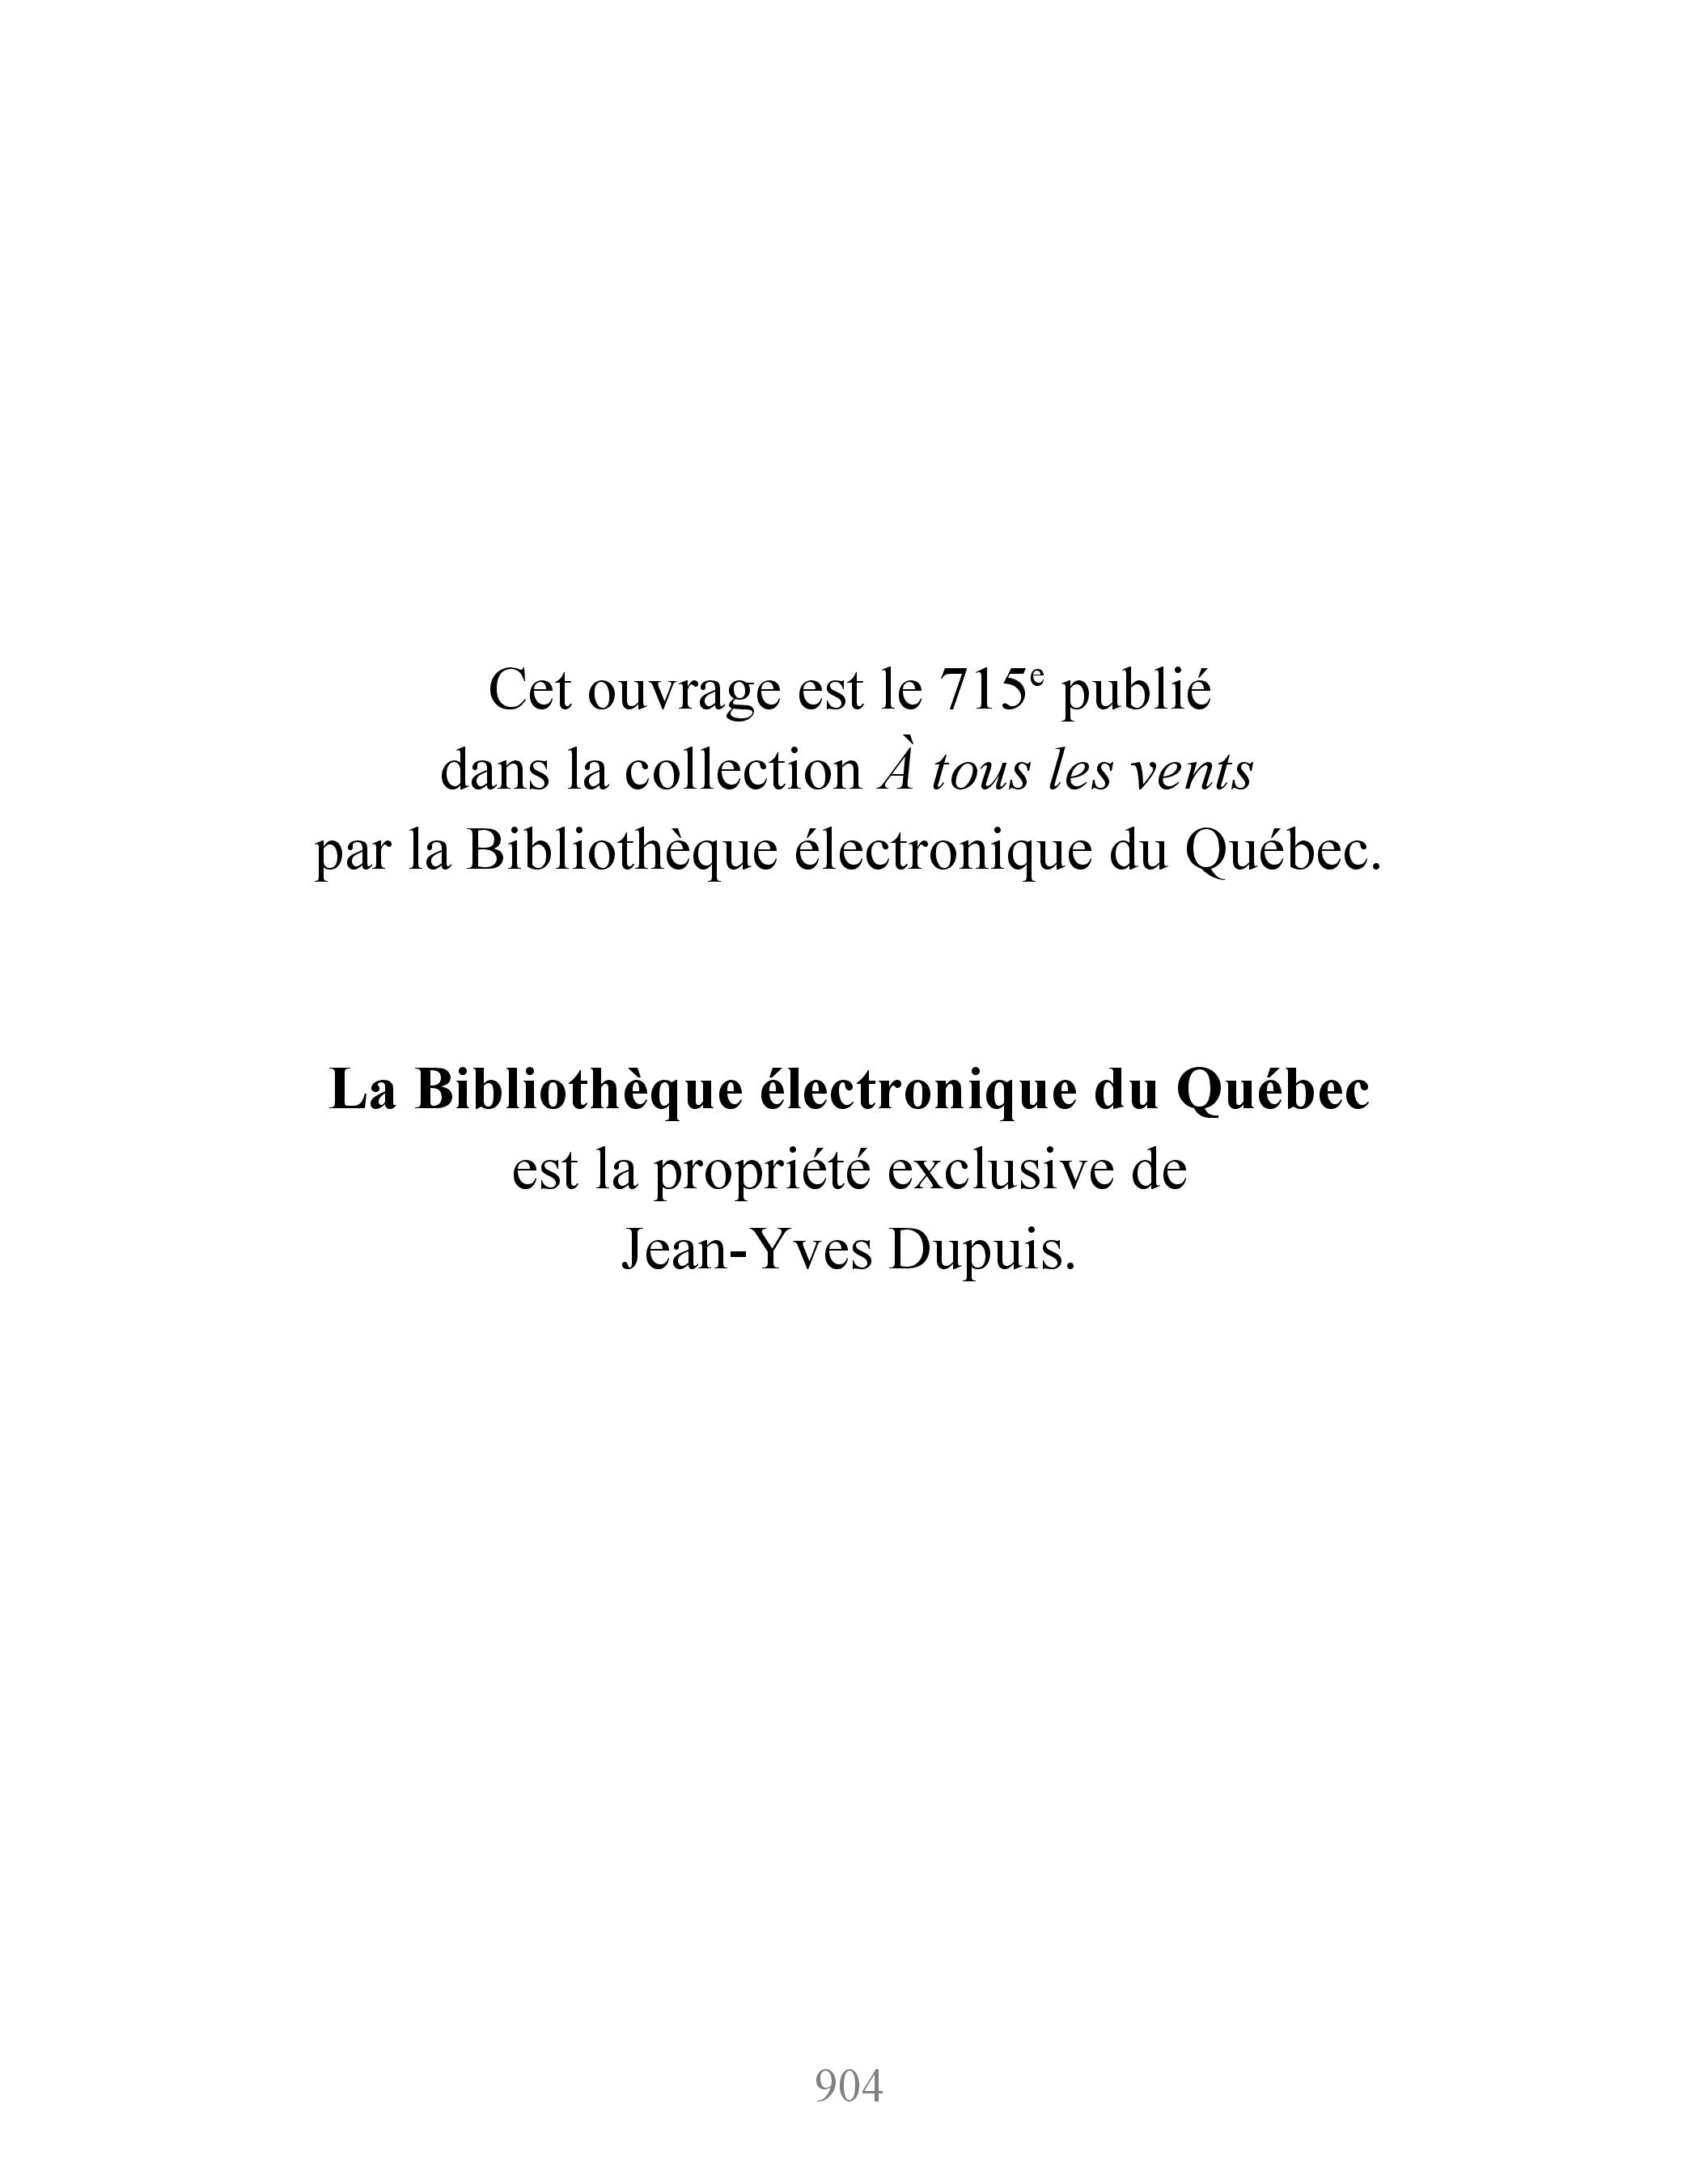 Cet ouvrage est le 715e publié
dans la collection À tous les vents
par la Bibliothèque électronique du Québec.
La Bibliothèque électronique du Québec
est la propriété exclusive de
Jean-Yves Dupuis.
904